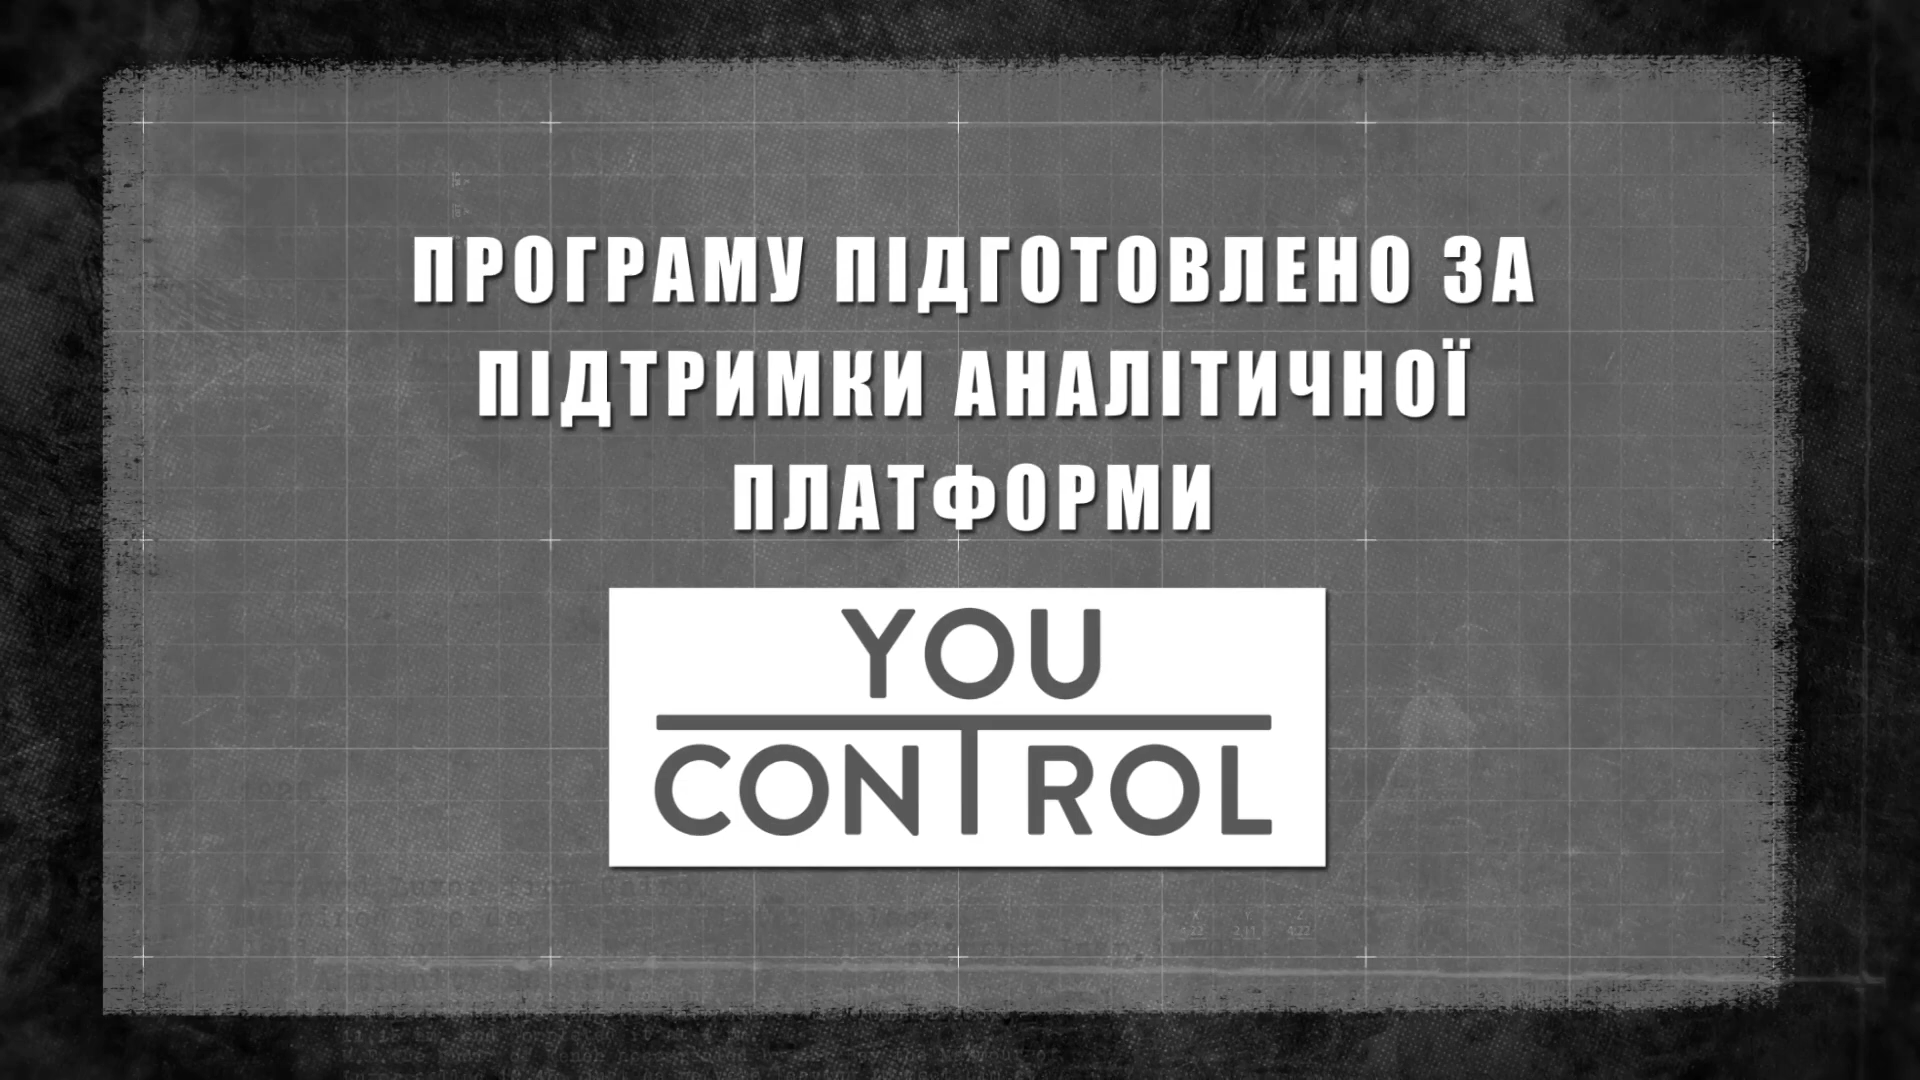 ПРОГРАМУ ПІДГОТОВЛЕНО ЗА
ПІДТРИМКИ АНАЛІТИЧНОЇ
ПЛАТФОРМИ
YOU
CONTROL